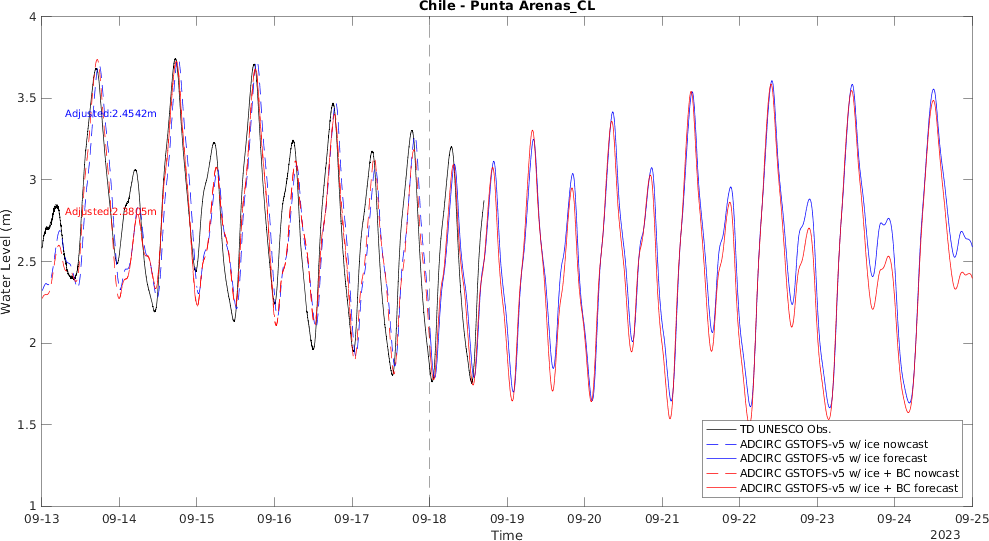 Chile - Punta Arenas_CL
4
3.5
3
2.5
2
1.5
1
Water Level (m)
Adjusted:2.4542m
Adjusted:2.3805m
TD UNESCO Obs.
ADCIRC GSTOFS-v5 w/ ice nowcast
ADCIRC GSTOFS-v5 w/ ice forecast
ADCIRC GSTOFS-v5 w/ ice + BC nowcast
ADCIRC GSTOFS-v5 w/ ice + BC forecast
09-13 09-14 09-15 09-16 09-17 09-18 09-19 09-20 09-21 09-22 09-23 09-24 09-25
Time
2023